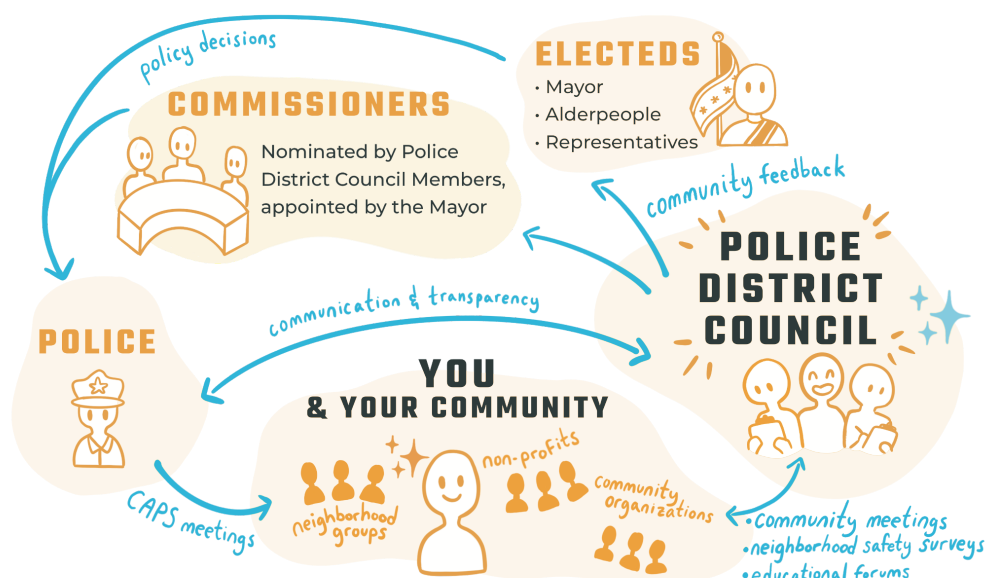 policy decisions
ELECTEDS
• Mayor
• Alderpeople
• Representatives
COMMISSIONERS
Nominated by Police
District Council Members,
appointed by the Mayor
community feedback
POLICE
DISTRICT
COUNCIL
communication & transparency
POLICE
YOU
& YOUR COMMUNITY
non-profits
neighborhood
groups
community
organizations
CAPS meetings
• Community meetings
• neighborhood safety surveys
• educational forums